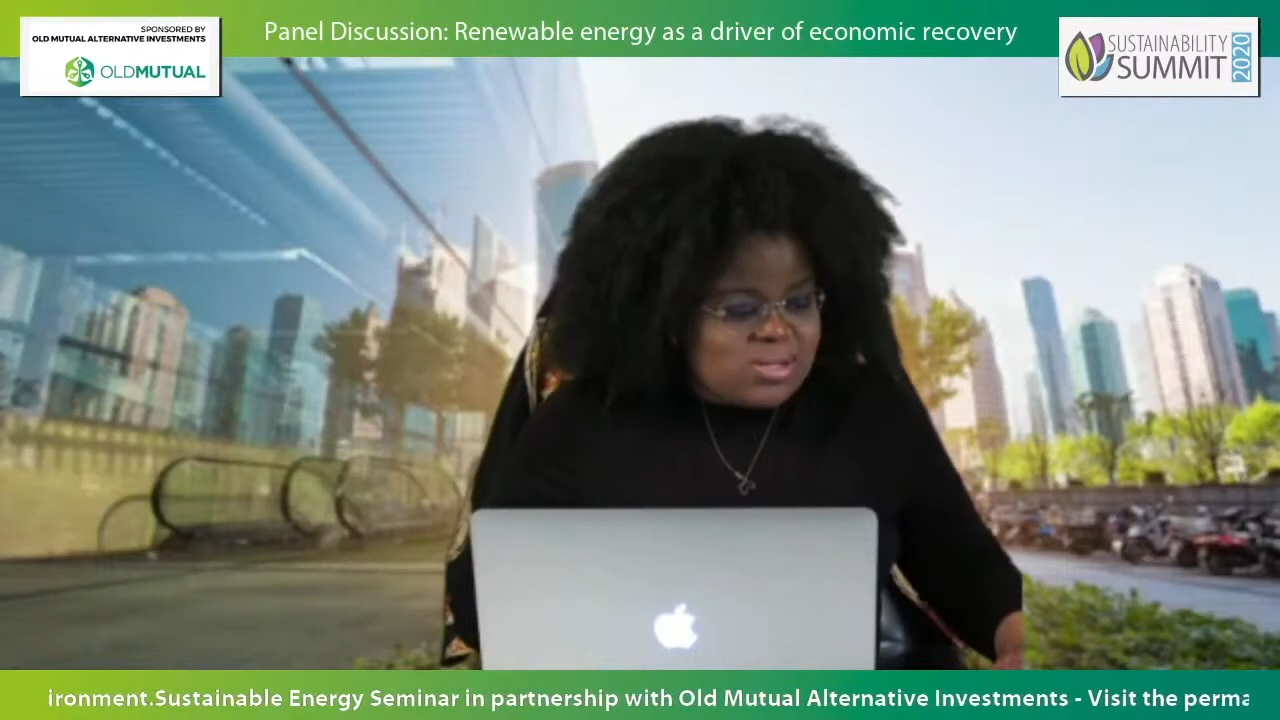 SPONSORED BY
OLD MUTUAL ALTERNATIVE INVESTMENTS
OLDMUTUAL
Panel Discussion: Renewable energy as a driver of economic recovery
SUSTAINABILITY
SUMMIT
2020
ironment.Sustainable Energy Seminar in partnership with Old Mutual Alternative Investments - Visit the perma